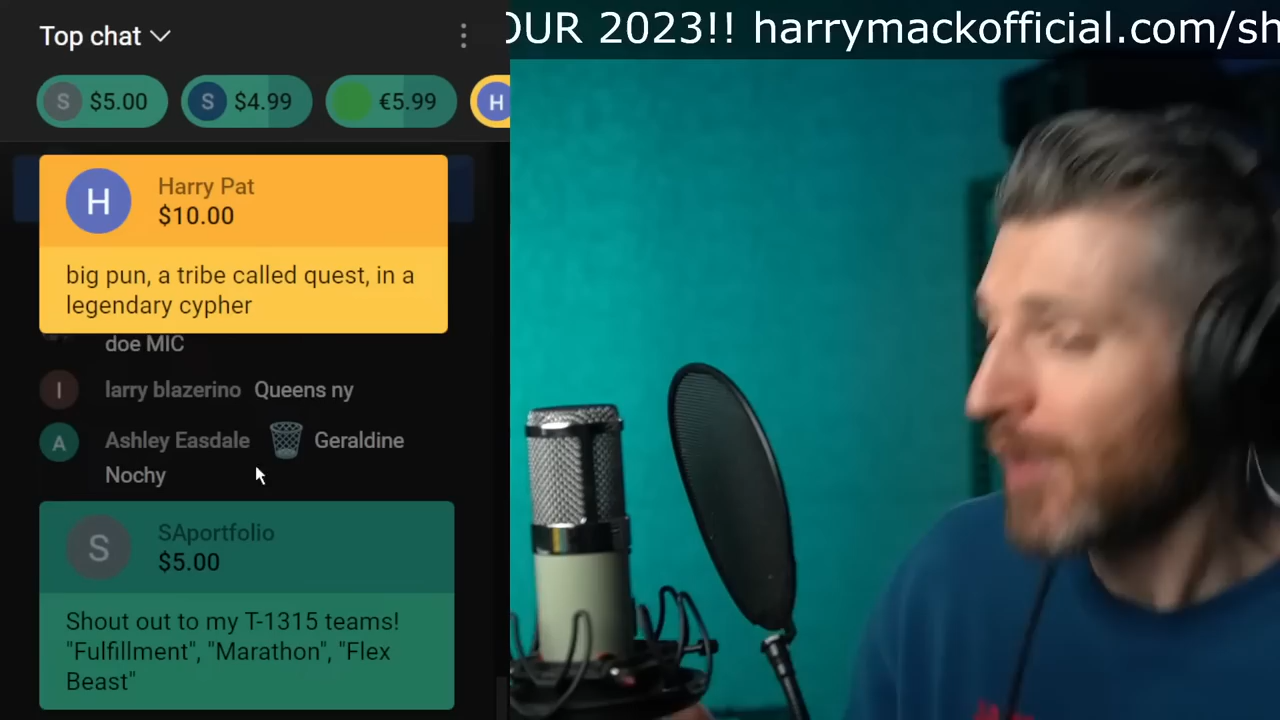 Top chat
OUR 2023!! harrymackofficial.com/sh
S $5.00
S $4.99
€5.99
H
H
Harry Pat
$10.00
big pun, a tribe called quest, in a
legendary cypher
doe MIC
l larry blazerino Queens ny
A Ashley Easdale Geraldine
Nochy
S
SAportfolio
$5.00
Shout out to my T-1315 teams!
"Fulfillment", "Marathon", "Flex
Beast"